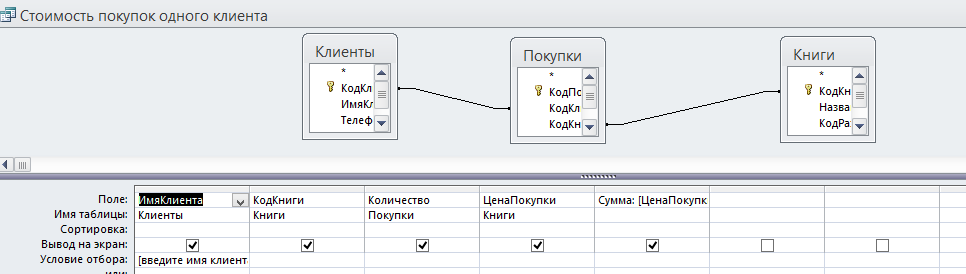 Стоимость покупок одного клиента
Клиенты
*
КодКл
ИмяКл
Телеф
Покупки
*
КодПо
КодКл
КодКн
Книги
*
КодКн
Назва
КодРа
Поле: ИмяКлиента КодКниги Количество ЦенаПокупки Сумма: [ЦенаПокупк
Имя таблицы: Клиенты Книги Покупки Книги
Сортировка:
Вывод на экран:
Условие отбора: [введите имя клиент
или: